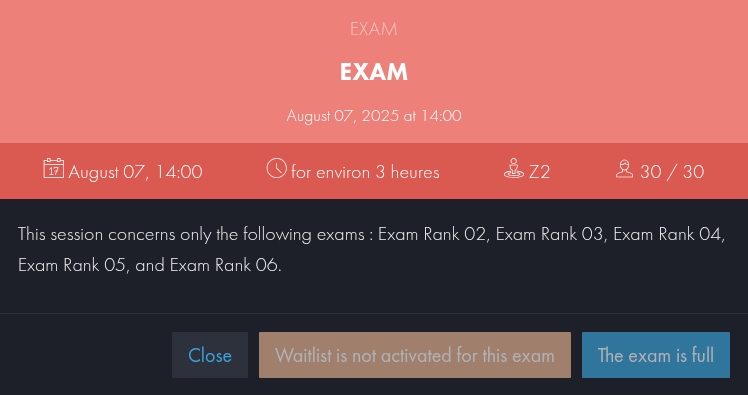 EXAM
EXAM
August 07, 2025 at 14:00
17 August 07, 14:00 for environ 3 heures Z2 30 / 30
This session concerns only the following exams : Exam Rank 02, Exam Rank 03, Exam Rank 04,
Exam Rank 05, and Exam Rank 06.
Close Waitlist is not activated for this exam The exam is full